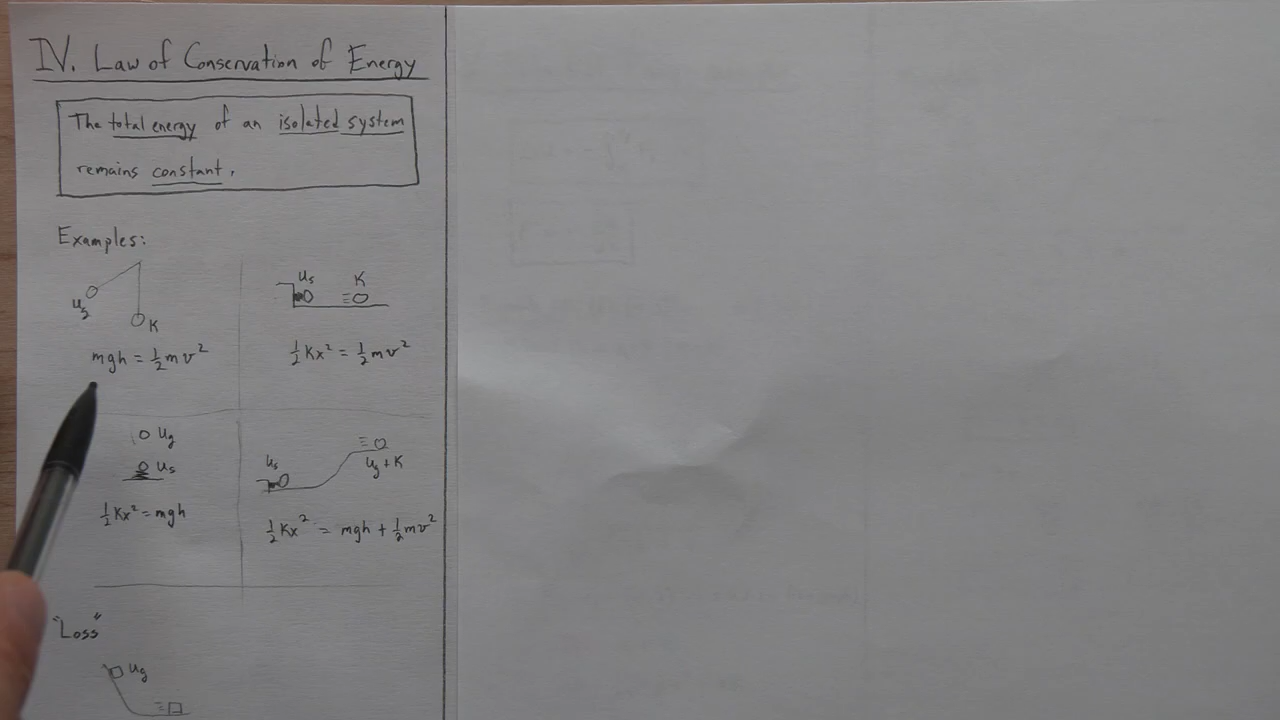 IV. Law of Conservation of Energy
The total energy of an isolated system
remains constant.
Examples:
Ug
K
mgh = ½mv²
Us
K
½Kx² = ½mv²
Ug
Us
½Kx² = mgh
Us
Ug + K
½Kx² = mgh + ½mv²
"Loss"
Ug